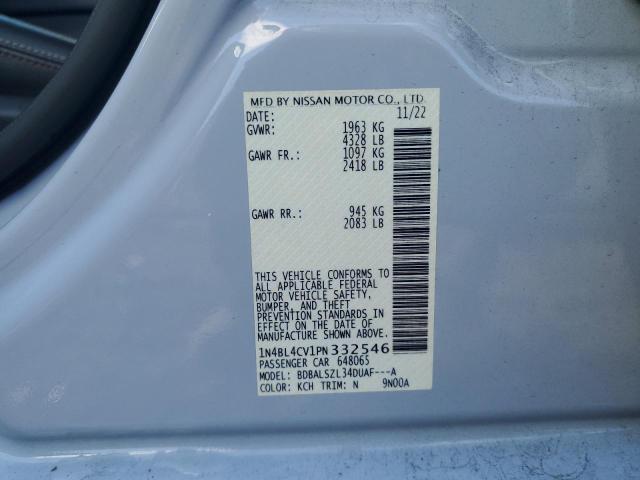 MFD BY NISSAN MOTOR CO., LTD.
DATE: 11/22
GVWR: 1963 KG
4328 LB
GAWR FR.: 1097 KG
2418 LB
GAWR RR.: 945 KG
2083 LB
THIS VEHICLE CONFORMS TO
ALL APPLICABLE FEDERAL
MOTOR VEHICLE SAFETY,
BUMPER, AND THEFT
PREVENTION STANDARDS IN
EFFECT ON THE DATE OF
MANUFACTURE SHOWN ABOVE.
1N4BL4CV1PN332546
PASSENGER CAR 648065
MODEL: BDBALSZL34DUAF---A
COLOR: KCH TRIM: N 9N00A